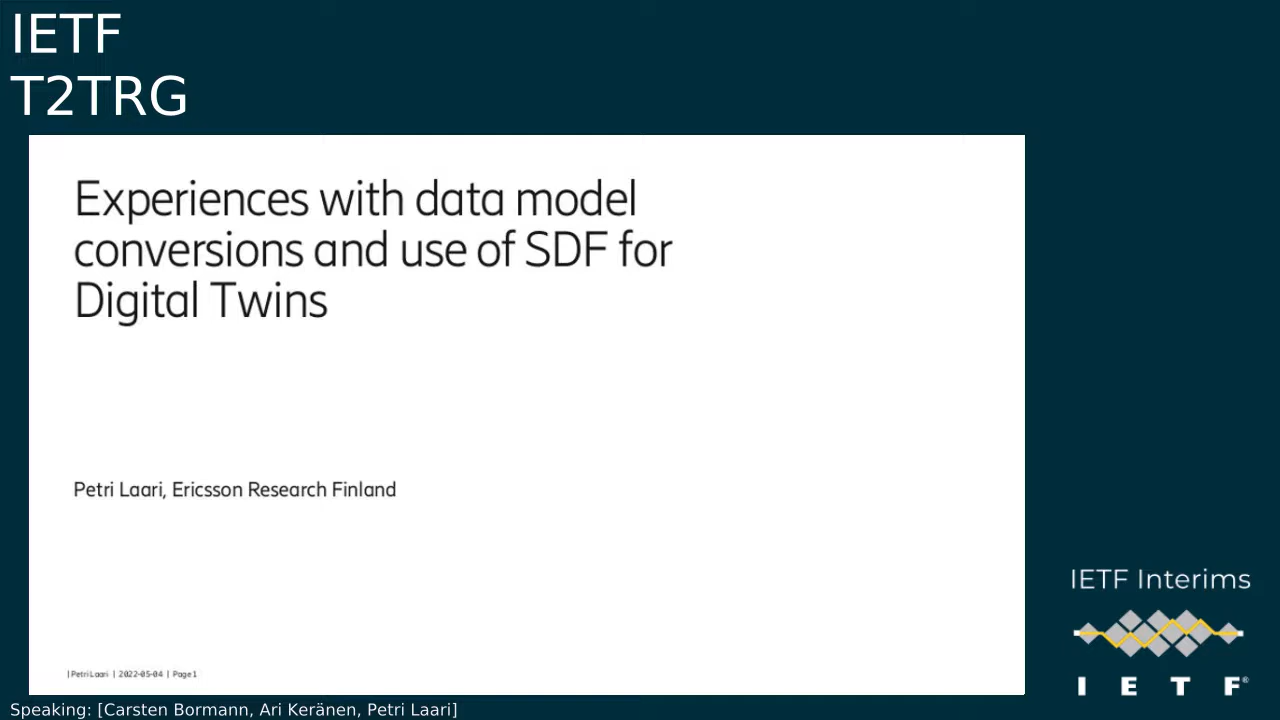 IETF
T2TRG
Experiences with data model
conversions and use of SDF for
Digital Twins
Petri Laari, Ericsson Research Finland
| Petri Laari | 2022-05-04 | Page 1
IETF Interims
I E T F®
Speaking: [Carsten Bormann, Ari Keränen, Petri Laari]